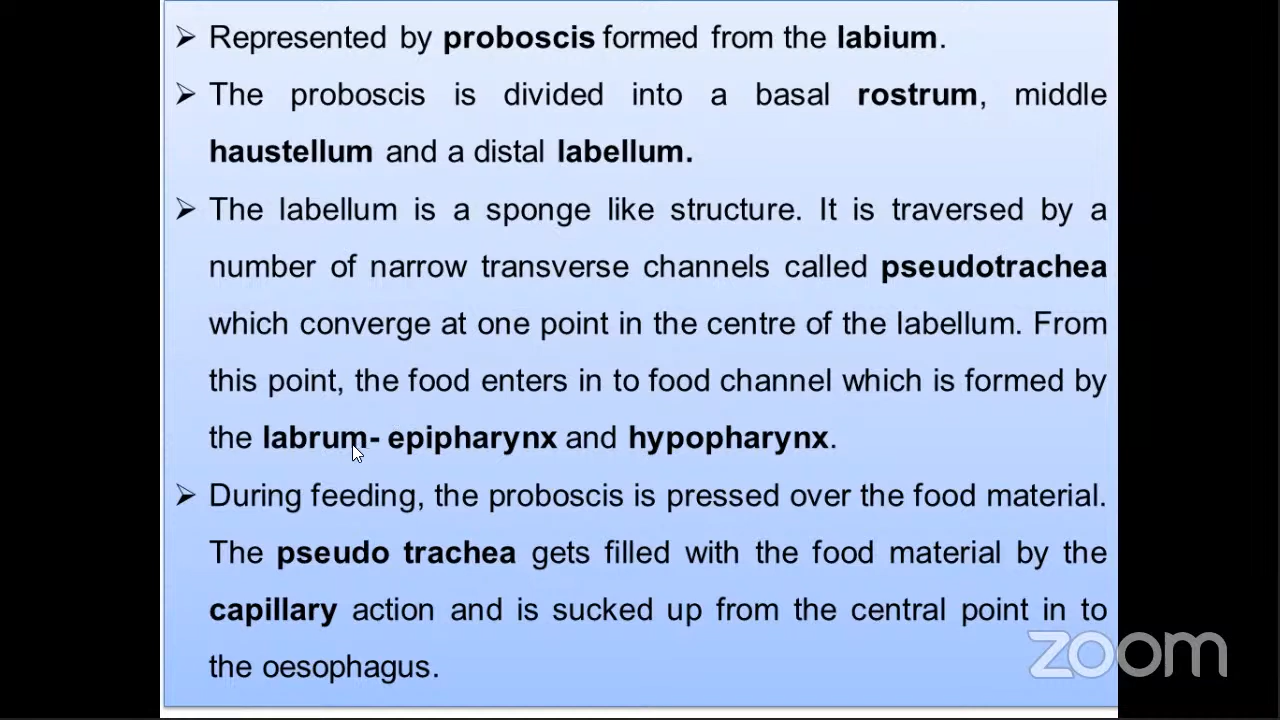 ➢ Represented by proboscis formed from the labium.
➢ The proboscis is divided into a basal rostrum, middle
haustellum and a distal labellum.
➢ The labellum is a sponge like structure. It is traversed by a
number of narrow transverse channels called pseudotrachea
which converge at one point in the centre of the labellum. From
this point, the food enters in to food channel which is formed by
the labrum- epipharynx and hypopharynx.
➢ During feeding, the proboscis is pressed over the food material.
The pseudo trachea gets filled with the food material by the
capillary action and is sucked up from the central point in to
the oesophagus.
zoom